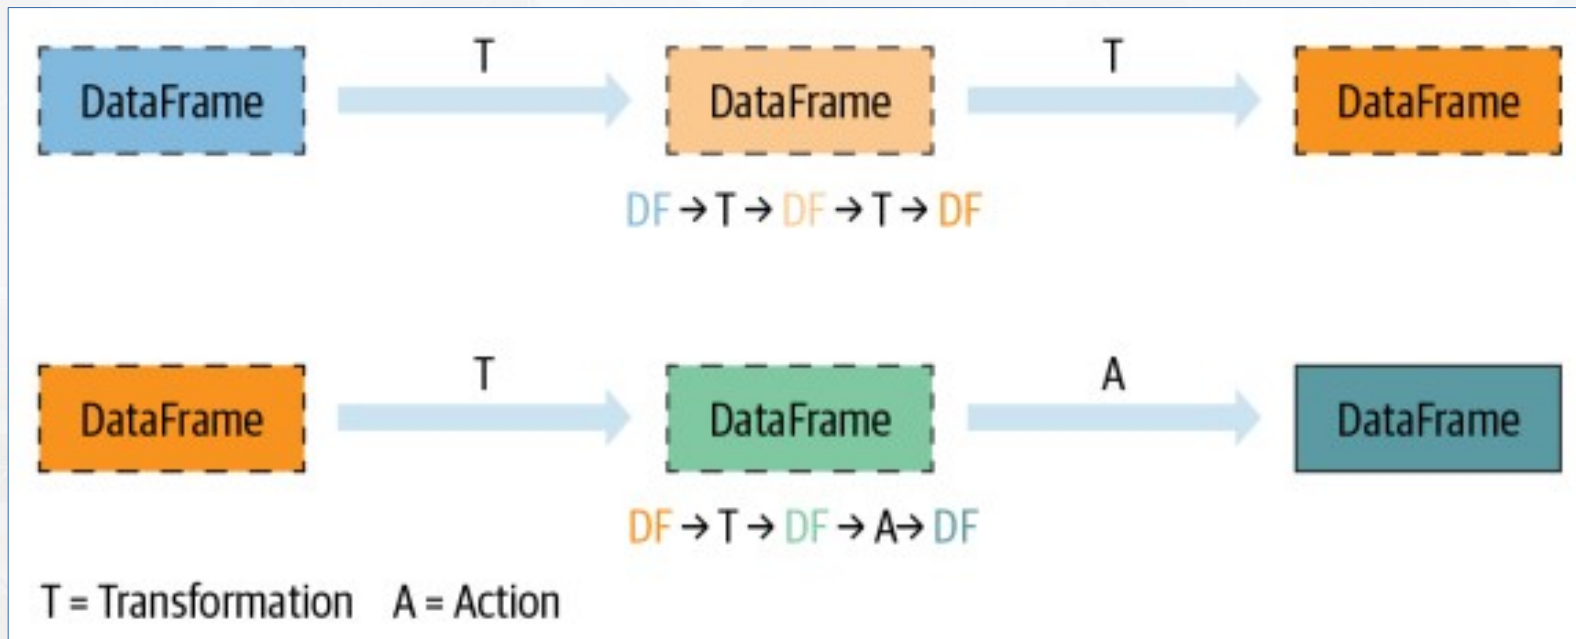 T T
DataFrame DataFrame DataFrame
DF → T → DF → T → DF
T A
DataFrame DataFrame DataFrame
DF → T → DF → A→ DF
T = Transformation A = Action